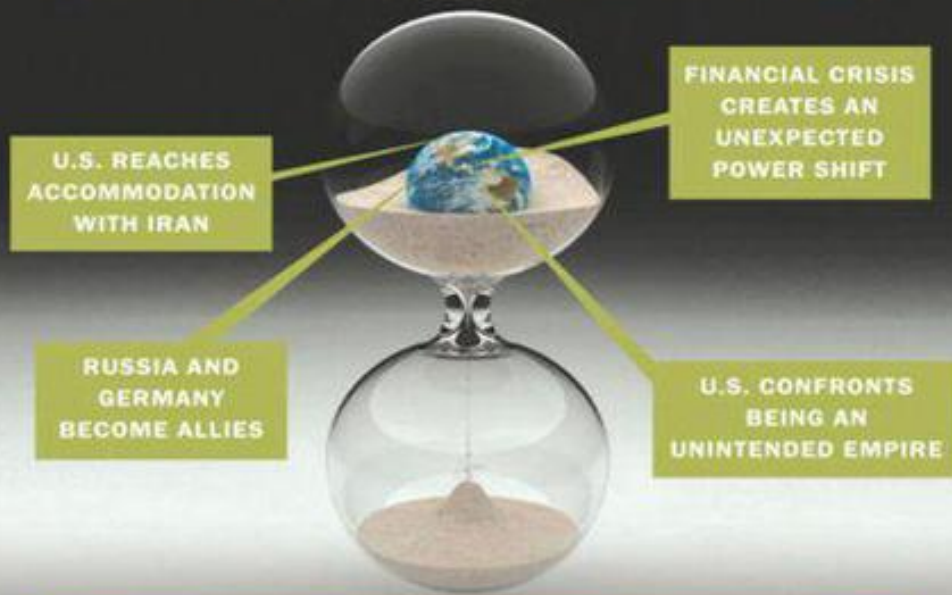 U.S. REACHES
ACCOMMODATION
WITH IRAN
FINANCIAL CRISIS
CREATES AN
UNEXPECTED
POWER SHIFT
RUSSIA AND
GERMANY
BECOME ALLIES
U.S. CONFRONTS
BEING AN
UNINTENDED EMPIRE